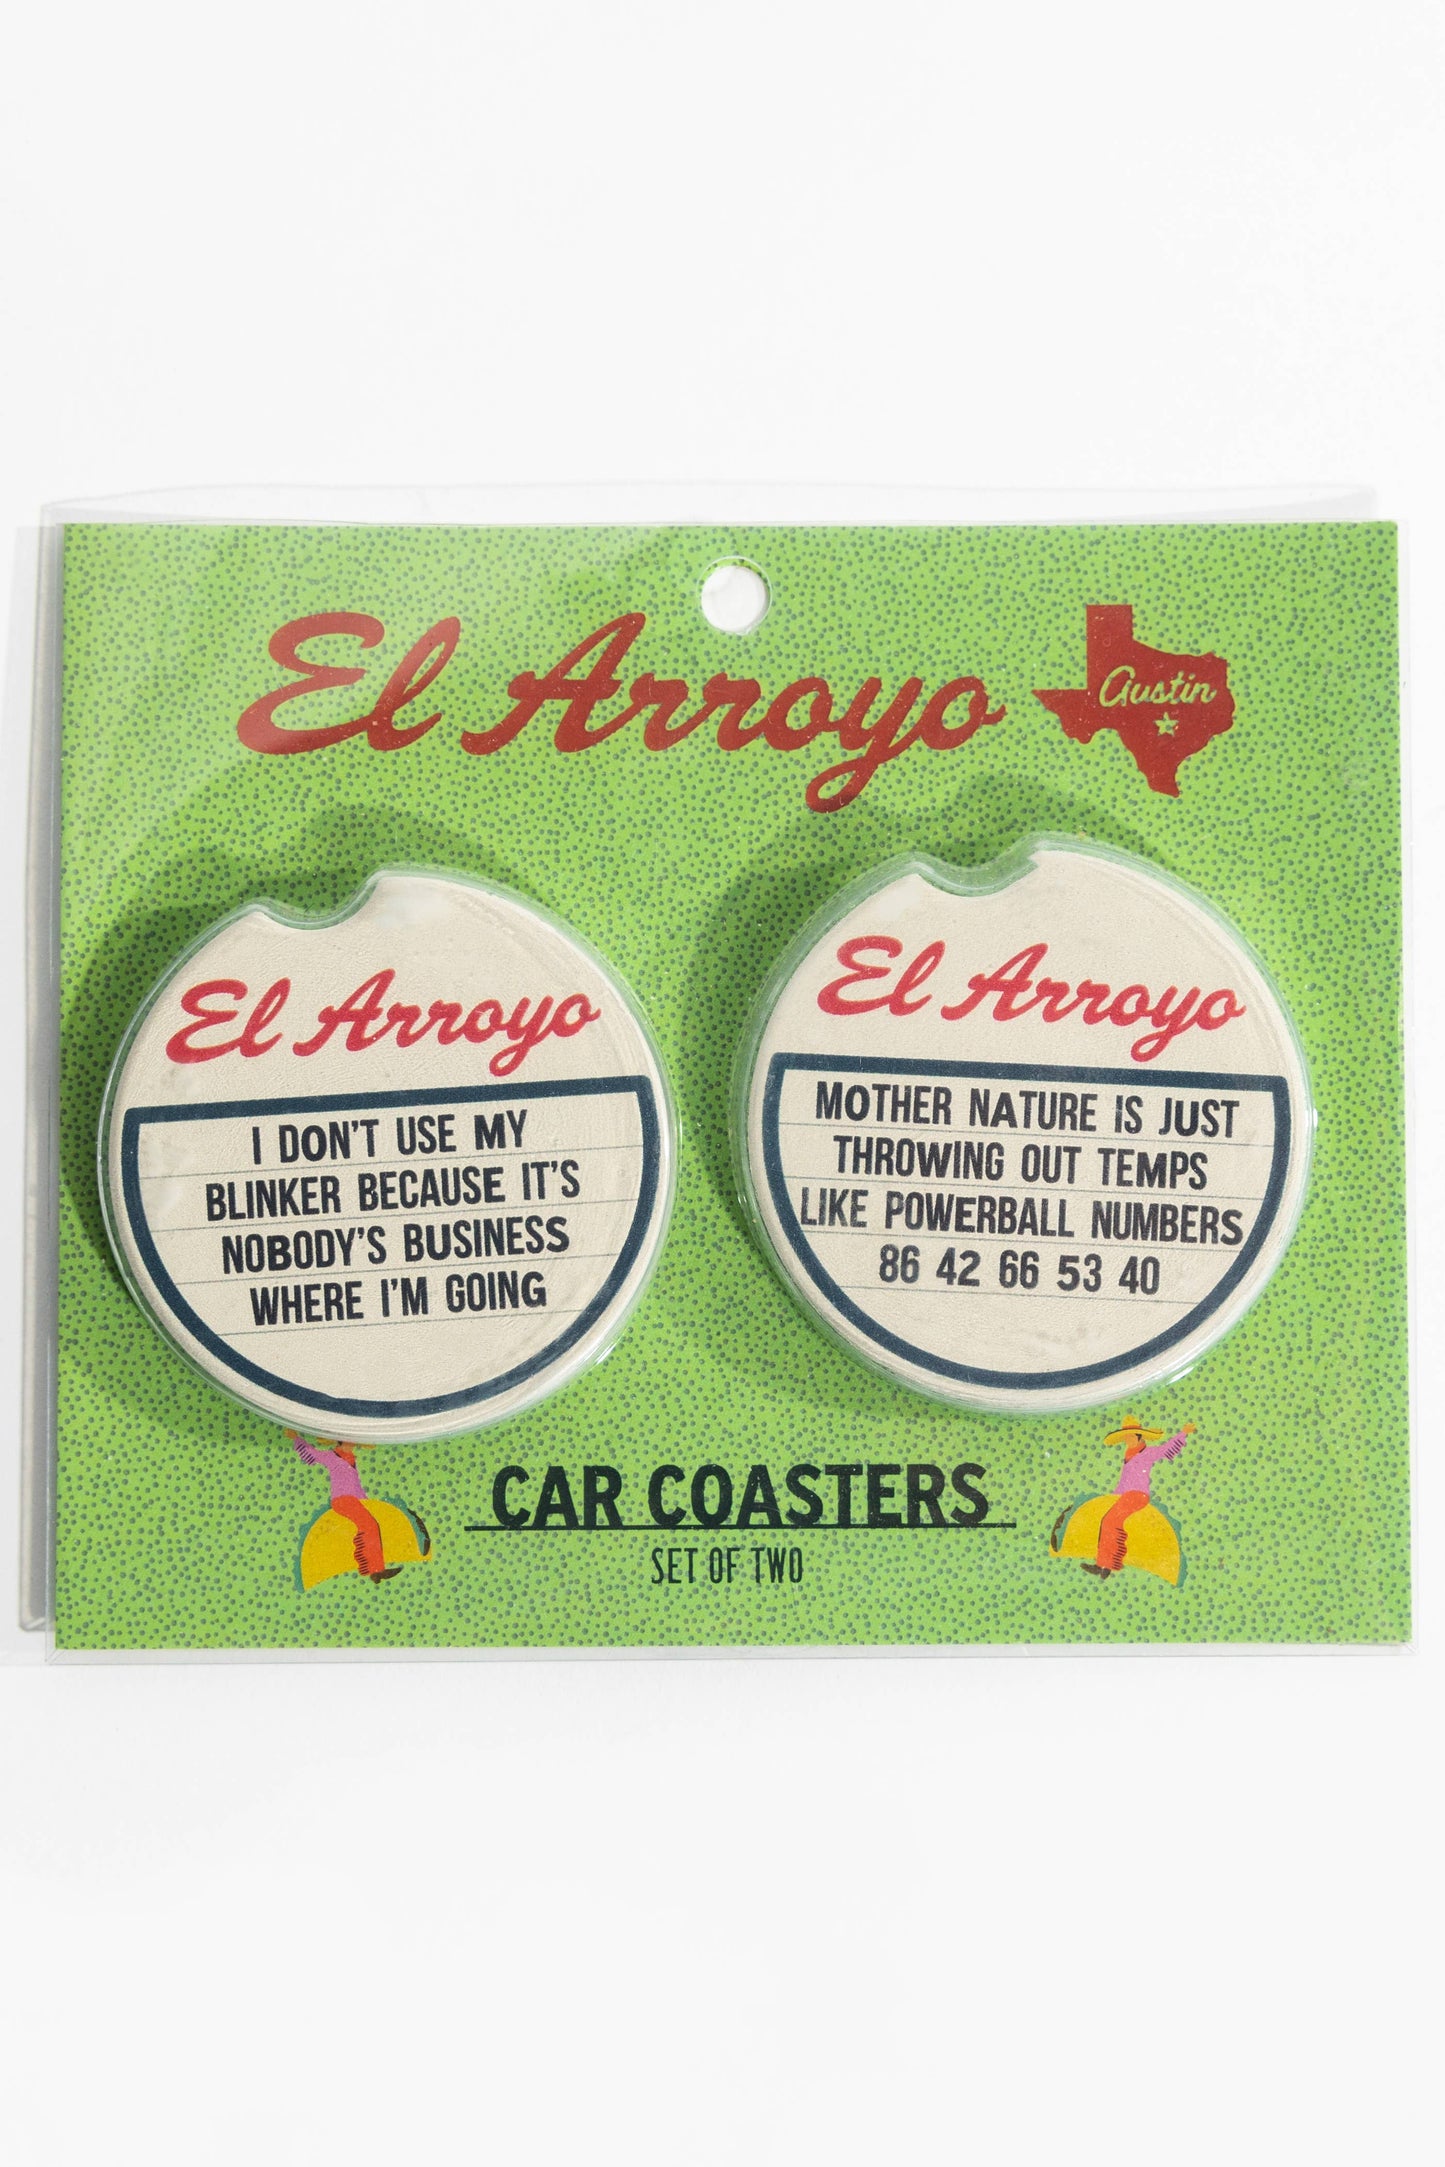 El Arroyo
Austin
El Arroyo
I DON'T USE MY
BLINKER BECAUSE IT'S
NOBODY'S BUSINESS
WHERE I'M GOING
El Arroyo
MOTHER NATURE IS JUST
THROWING OUT TEMPS
LIKE POWERBALL NUMBERS
86 42 66 53 40
CAR COASTERS
SET OF TWO